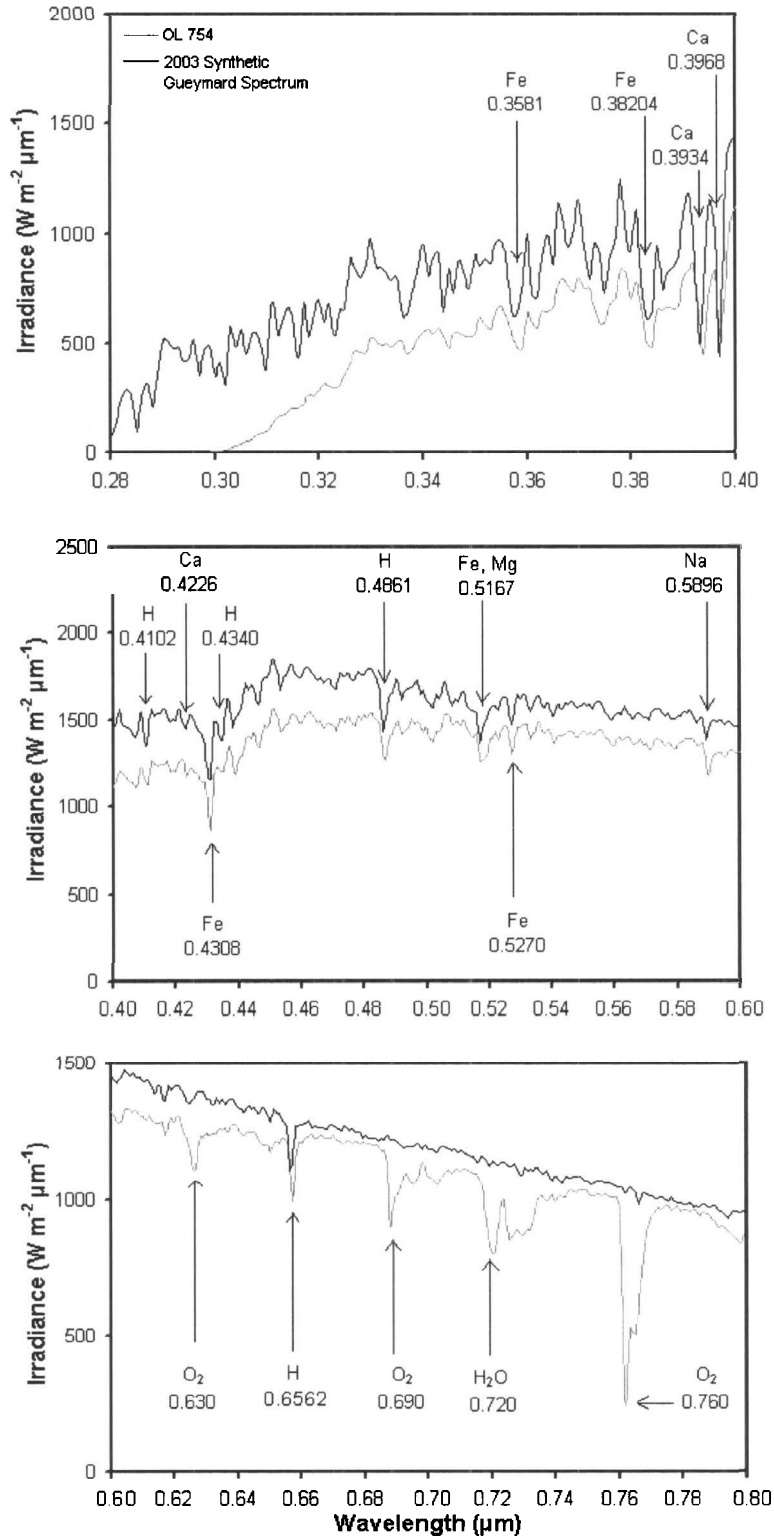 2000
OL 754
2003 Synthetic
Gueymard Spectrum
Ca
0.3968
Fe
0.3581
Fe
0.38204
Ca
0.3934
1500
1000
500
0
Irradiance (W m⁻² µm⁻¹)
0.28 0.30 0.32 0.34 0.36 0.38 0.40
2500
Ca
0.4226
H
0.4861
Fe, Mg
0.5167
Na
0.5896
H
0.4102
H
0.4340
2000
1500
1000
500
0
Irradiance (W m⁻² µm⁻¹)
Fe
0.4308
Fe
0.5270
0.40 0.42 0.44 0.46 0.48 0.50 0.52 0.54 0.56 0.58 0.60
1500
1000
500
0
Irradiance (W m⁻² µm⁻¹)
O₂
0.630
H
0.6562
O₂
0.690
H₂O
0.720
O₂
0.760
0.60 0.62 0.64 0.66 0.68 0.70 0.72 0.74 0.76 0.78 0.80
Wavelength (µm)